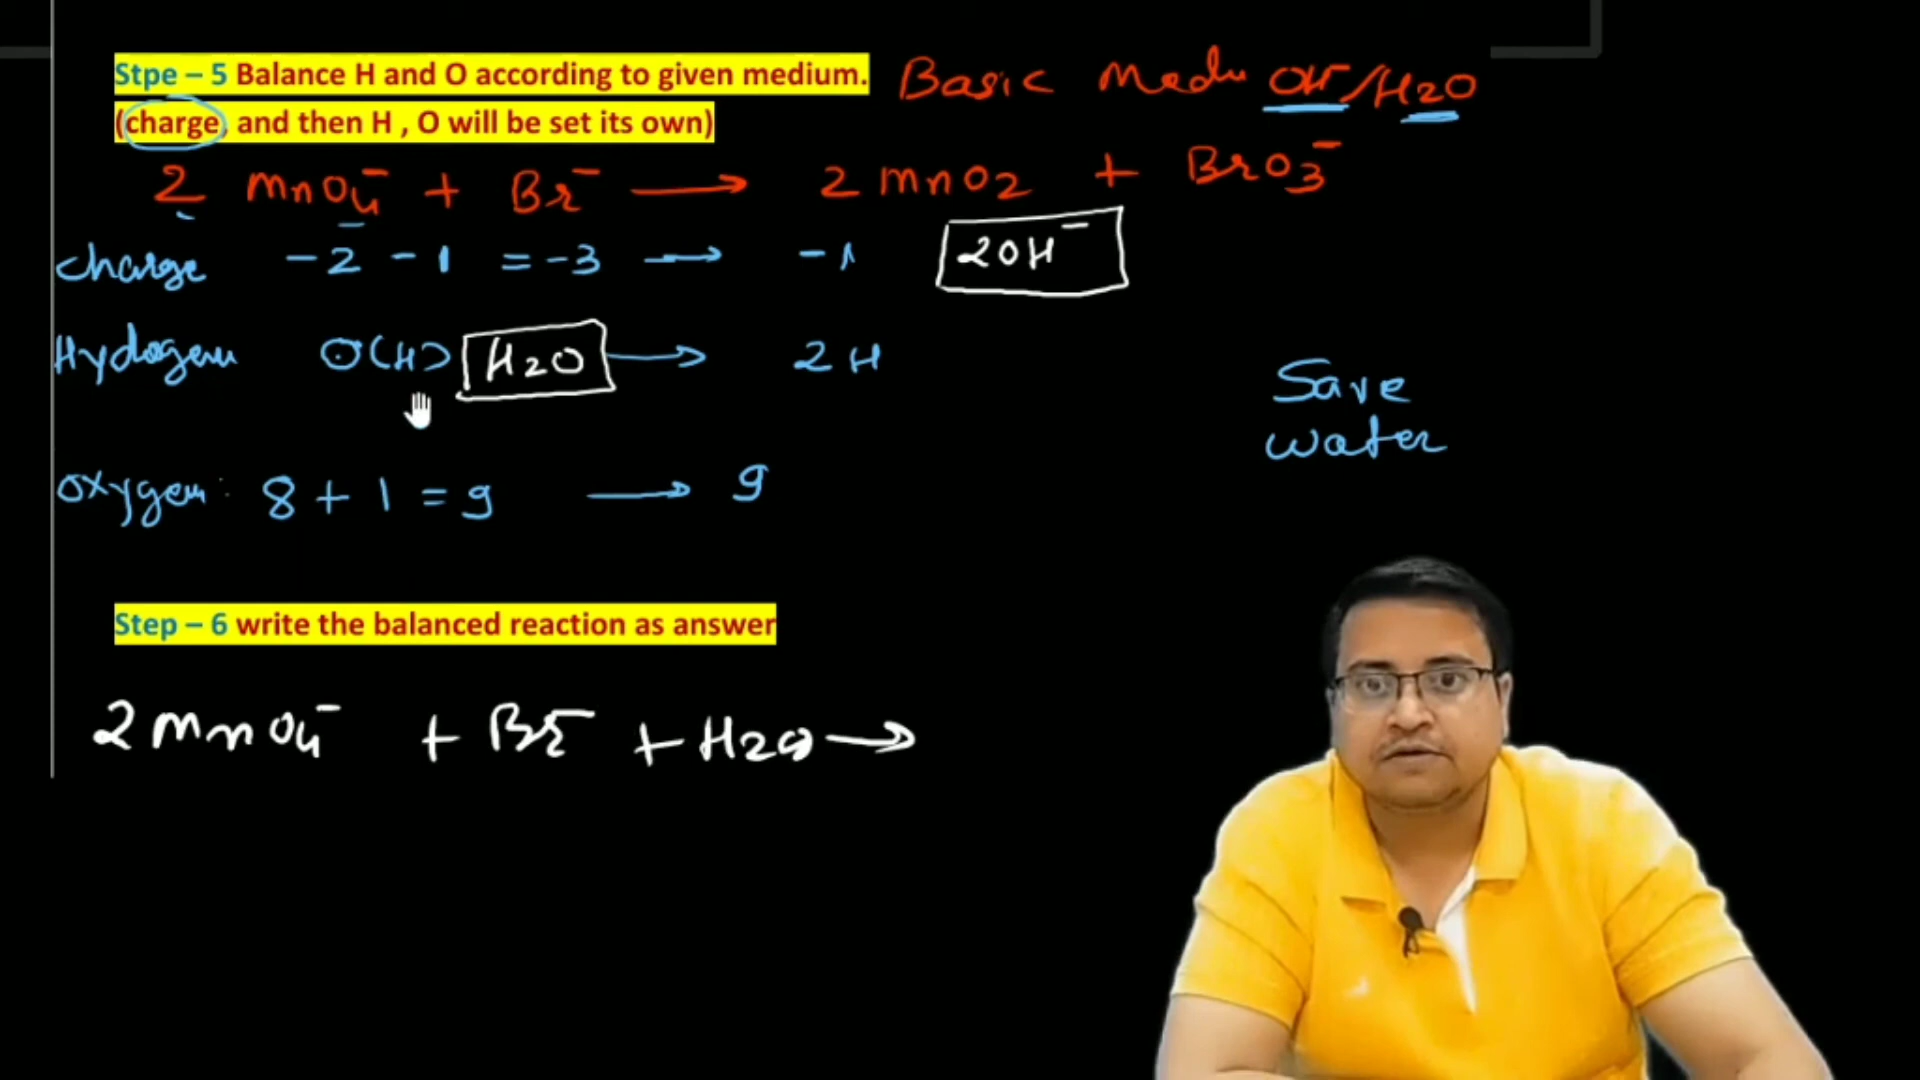 Stpe – 5 Balance H and O according to given medium. Basic Medu OH⁻/H2O
(charge, and then H , O will be set its own)
2 MnO4⁻ + Br⁻ ⟶ 2 MnO2 + BrO3⁻
Charge -2 -1 = -3 ⟶ -1 2OH⁻
Hydogen O(H) H2O ⟶ 2H
Save
water
Oxygen: 8 + 1 = 9 ⟶ 9
Step – 6 write the balanced reaction as answer
2 MnO4⁻ + Br⁻ + H2O ⟶